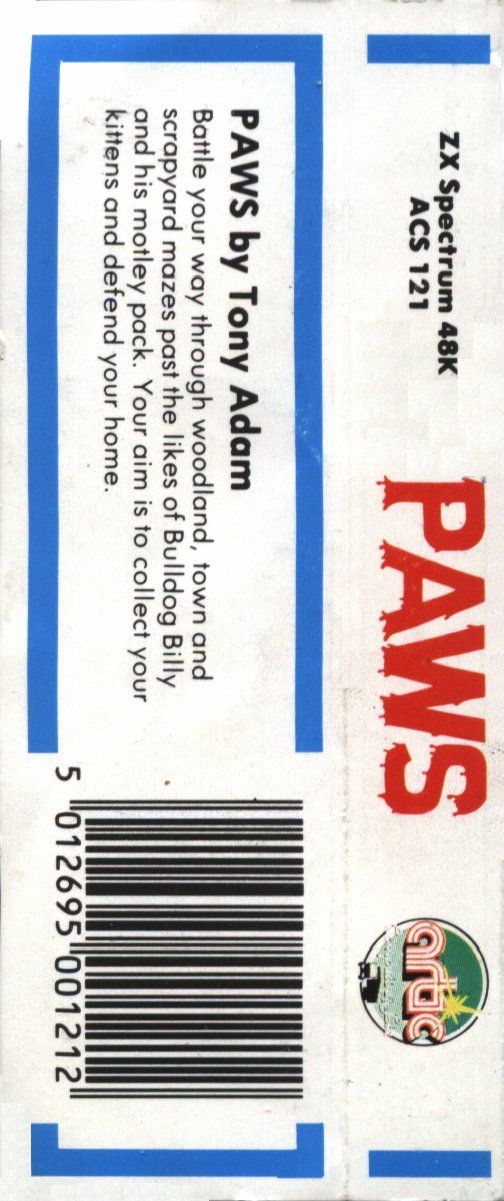 ZX Spectrum 48K
ACS 121
PAWS
artic
PAWS by Tony Adam
Battle your way through woodland, town and
scrapyard mazes past the likes of Bulldog Billy
and his motley pack. Your aim is to collect your
kittens and defend your home.
5 012695 001212